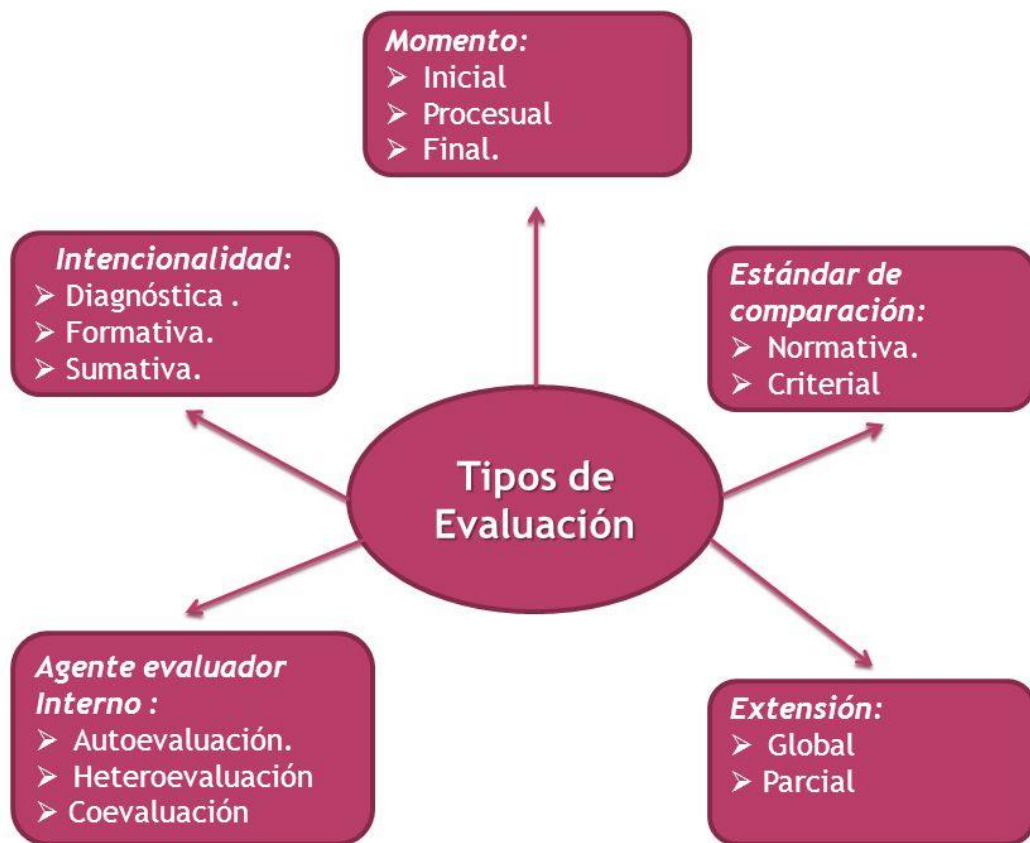 Momento:
➢ Inicial
➢ Procesual
➢ Final.
Intencionalidad:
➢ Diagnóstica .
➢ Formativa.
➢ Sumativa.
Estándar de
comparación:
➢ Normativa.
➢ Criterial
Tipos de
Evaluación
Agente evaluador
Interno :
➢ Autoevaluación.
➢ Heteroevaluación
➢ Coevaluación
Extensión:
➢ Global
➢ Parcial